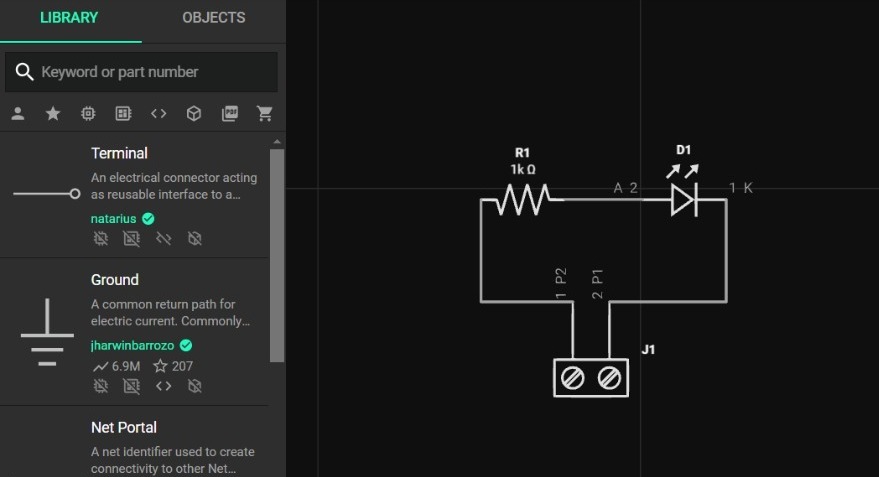 LIBRARY
OBJECTS
Keyword or part number
Terminal
An electrical connector acting
as reusable interface to a...
natarius
Ground
A common return path for
electric current. Commonly...
jharwinbarrozo
6.9M 207
Net Portal
A net identifier used to create
connectivity to other Net...
R1
1k Ω
A 2
D1
1 K
1 P2
2 P1
J1